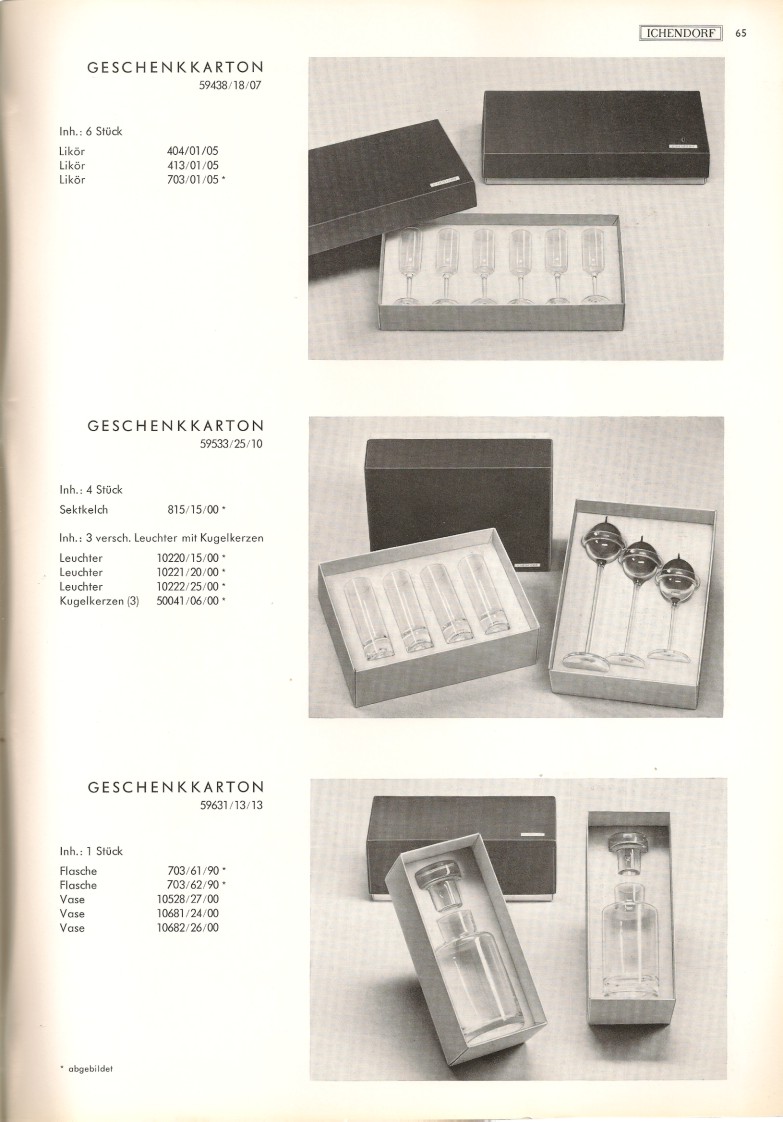 ICHENDORF 65
GESCHENKKARTON
59438/18/07
Inh.: 6 Stück
Likör 404/01/05
Likör 413/01/05
Likör 703/01/05 *
GESCHENKKARTON
59533/25/10
Inh.: 4 Stück
Sektkelch 815/15/00 *
Inh.: 3 versch. Leuchter mit Kugelkerzen
Leuchter 10220/15/00 *
Leuchter 10221/20/00 *
Leuchter 10222/25/00 *
Kugelkerzen (3) 50041/06/00 *
GESCHENKKARTON
59631/13/13
Inh.: 1 Stück
Flasche 703/61/90 *
Flasche 703/62/90 *
Vase 10528/27/00
Vase 10681/24/00
Vase 10682/26/00
* abgebildet